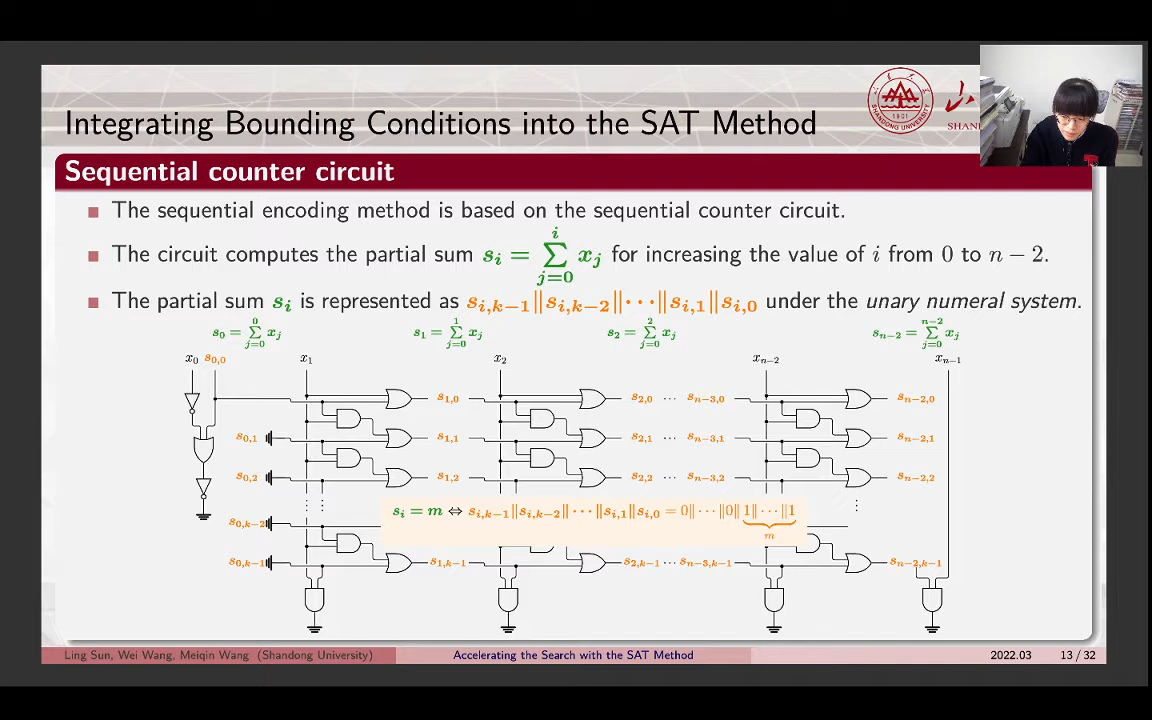 Integrating Bounding Conditions into the SAT Method
SHANDONG UNIVERSITY
1901
SHAN
Sequential counter circuit
The sequential encoding method is based on the sequential counter circuit.
The circuit computes the partial sum s_i = ∑_{j=0}^{i} x_j for increasing the value of i from 0 to n − 2.
The partial sum s_i is represented as s_{i,k−1}‖s_{i,k−2}‖⋯‖s_{i,1}‖s_{i,0} under the unary numeral system.
s_0 = ∑_{j=0}^{0} x_j s_1 = ∑_{j=0}^{1} x_j s_2 = ∑_{j=0}^{2} x_j s_{n−2} = ∑_{j=0}^{n−2} x_j
x_0 s_{0,0} x_1 x_2 x_{n−2} x_{n−1}
s_{1,0} s_{2,0} ⋯ s_{n−3,0} s_{n−2,0}
s_{0,1} s_{1,1} s_{2,1} ⋯ s_{n−3,1} s_{n−2,1}
s_{0,2} s_{1,2} s_{2,2} ⋯ s_{n−3,2} s_{n−2,2}
⋮ ⋮ ⋮
s_i = m ⇔ s_{i,k−1}‖s_{i,k−2}‖⋯‖s_{i,1}‖s_{i,0} = 0‖⋯‖0‖1‖⋯‖1
s_{0,k−2} m
s_{0,k−1} s_{1,k−1} s_{2,k−1} ⋯ s_{n−3,k−1} s_{n−2,k−1}
Ling Sun, Wei Wang, Meiqin Wang (Shandong University) Accelerating the Search with the SAT Method 2022.03 13 / 32